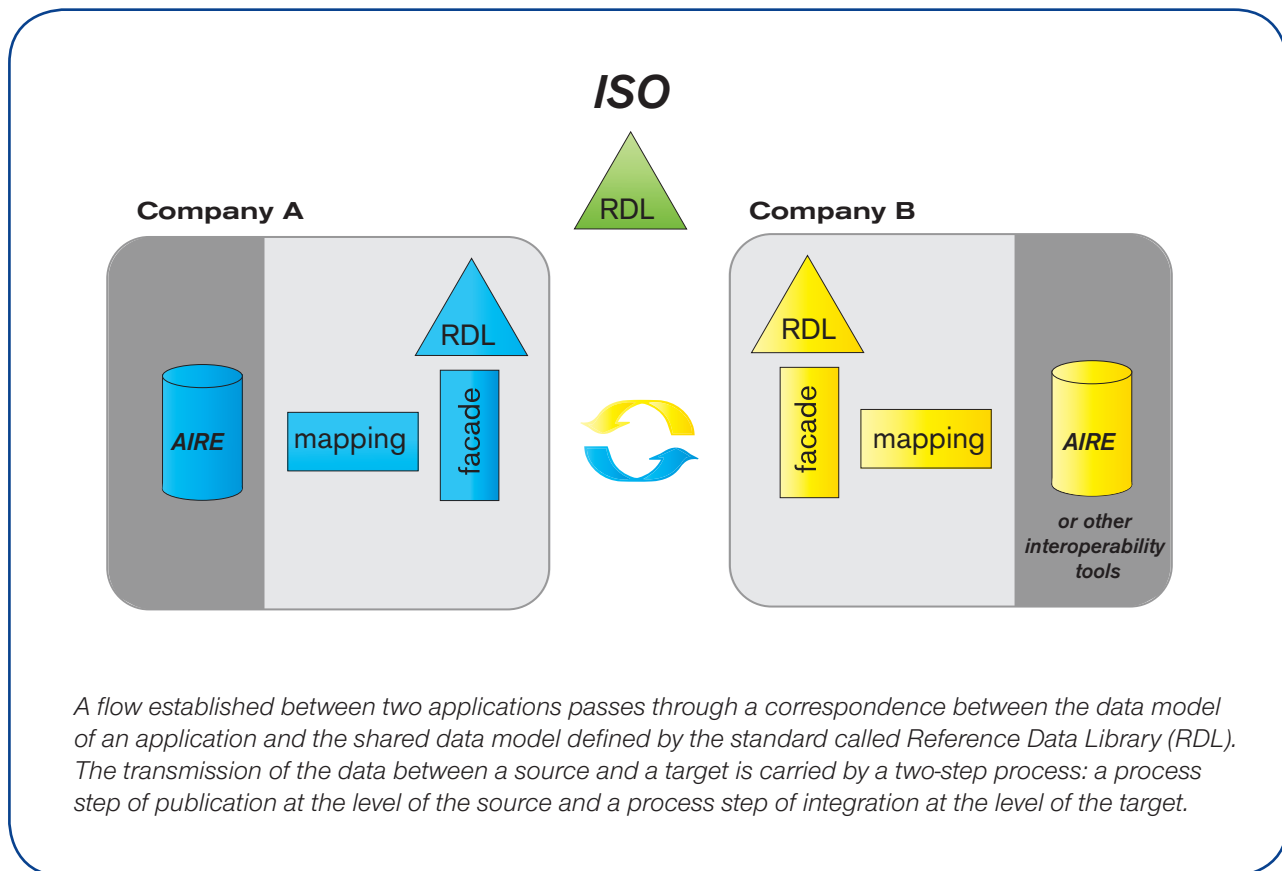 ISO
RDL
Company A
Company B
RDL
AIRE
mapping
facade
RDL
facade
mapping
AIRE
or other
interoperability
tools
A flow established between two applications passes through a correspondence between the data model
of an application and the shared data model defined by the standard called Reference Data Library (RDL).
The transmission of the data between a source and a target is carried by a two-step process: a process
step of publication at the level of the source and a process step of integration at the level of the target.